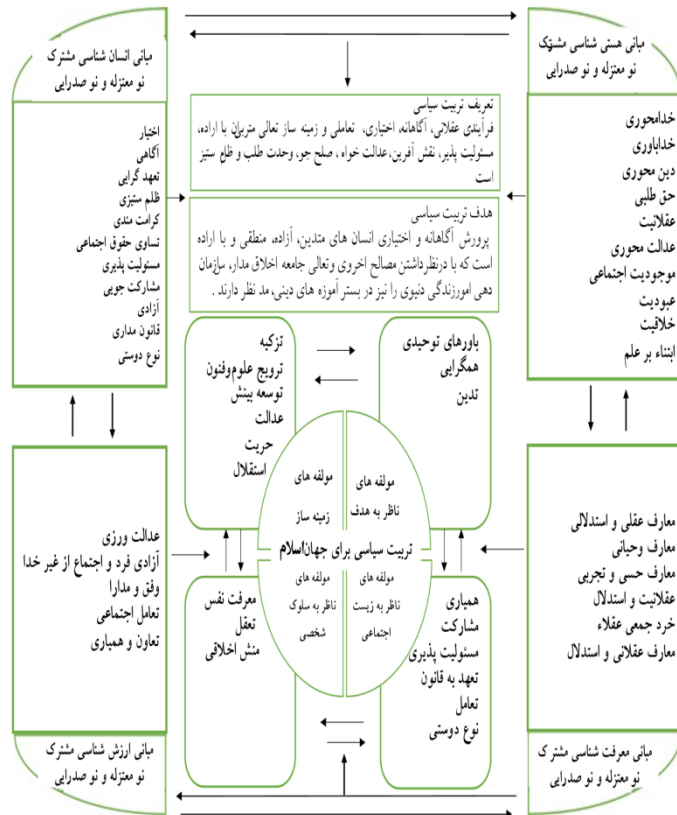 مبانی هستی شناسی مشترک
نو معتزله و نو صدرایی
خدامحوری
خداباوری
دین محوری
حق طلبی
عقلانیت
عدالت محوری
موجودیت اجتماعی
عبودیت
خلاقیت
ابتناء بر علم
مبانی انسان شناسی مشترک
نو معتزله و نو صدرایی
اختیار
آگاهی
تعهد گرایی
ظلم ستیزی
کرامت مندی
تساوی حقوق اجتماعی
مسئولیت پذیری
مشارکت جویی
آزادی
قانون مداری
نوع دوستی
تعریف تربیت سیاسی
فرآیندی عقلانی، آگاهانه، اختیاری، تعاملی و زمینه ساز تعالی متربیان با اراده،
مسئولیت پذیر، نقش آفرین، عدالت خواه ، صلح جو، وحدت طلب و ظلم ستیز
است
هدف تربیت سیاسی
پرورش آگاهانه و اختیاری انسان های متدین، آزاده، منطقی و با اراده
است که با درنظرداشتن مصالح اخروی وتعالی جامعه اخلاق مدار، سازمان
دهی امورزندگی دنیوی را نیز در بستر آموزه های دینی، مد نظر دارند .
باورهای توحیدی
همگرایی
تدین
تزکیه
ترویج علوم‌وفنون
توسعه بینش
عدالت
حریت
استقلال
مولفه های
ناظر به هدف
مولفه های
زمینه ساز
تربیت سیاسی برای جهان‌اسلام
مولفه های
ناظر به زیست
اجتماعی
مولفه های
ناظر به سلوک
شخصی
همیاری
مشارکت
مسئولیت پذیری
تعهد به قانون
تعامل
نوع دوستی
معرفت نفس
تعقل
منش اخلاقی
معارف عقلی و استدلالی
معارف وحیانی
معارف حسی و تجربی
عقلانیت و استدلال
خرد جمعی عقلاء
معارف عقلانی و استدلال
مبانی معرفت شناسی مشترک
نو معتزله و نو صدرایی
عدالت ورزی
آزادی فرد و اجتماع از غیر خدا
وفق و مدارا
تعامل اجتماعی
تعاون و همیاری
مبانی ارزش شناسی مشترک
نو معتزله و نو صدرایی